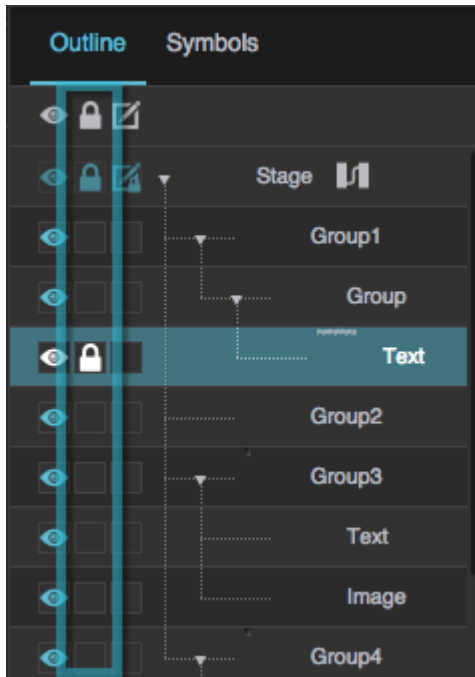 Outline Symbols
Stage
Group1
Group
Text
Group2
Group3
Text
Image
Group4